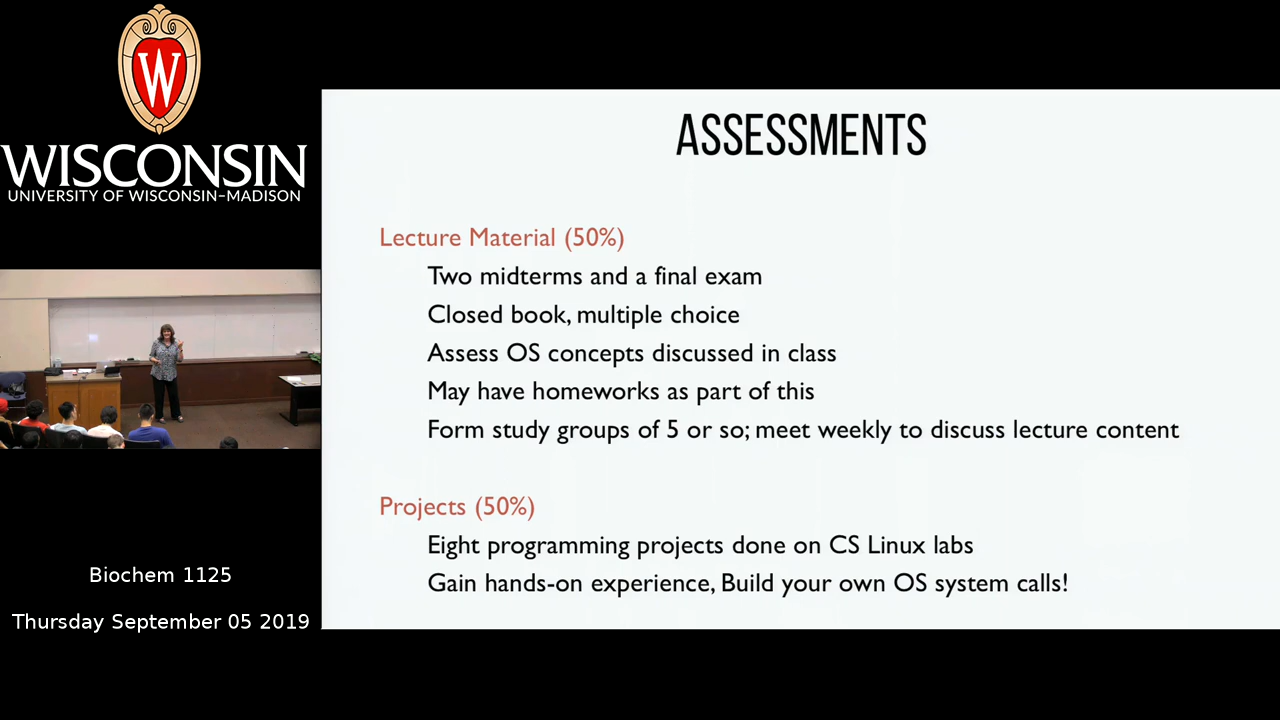 W
WISCONSIN
UNIVERSITY OF WISCONSIN–MADISON
Biochem 1125
Thursday September 05 2019
ASSESSMENTS
Lecture Material (50%)
Two midterms and a final exam
Closed book, multiple choice
Assess OS concepts discussed in class
May have homeworks as part of this
Form study groups of 5 or so; meet weekly to discuss lecture content
Projects (50%)
Eight programming projects done on CS Linux labs
Gain hands-on experience, Build your own OS system calls!